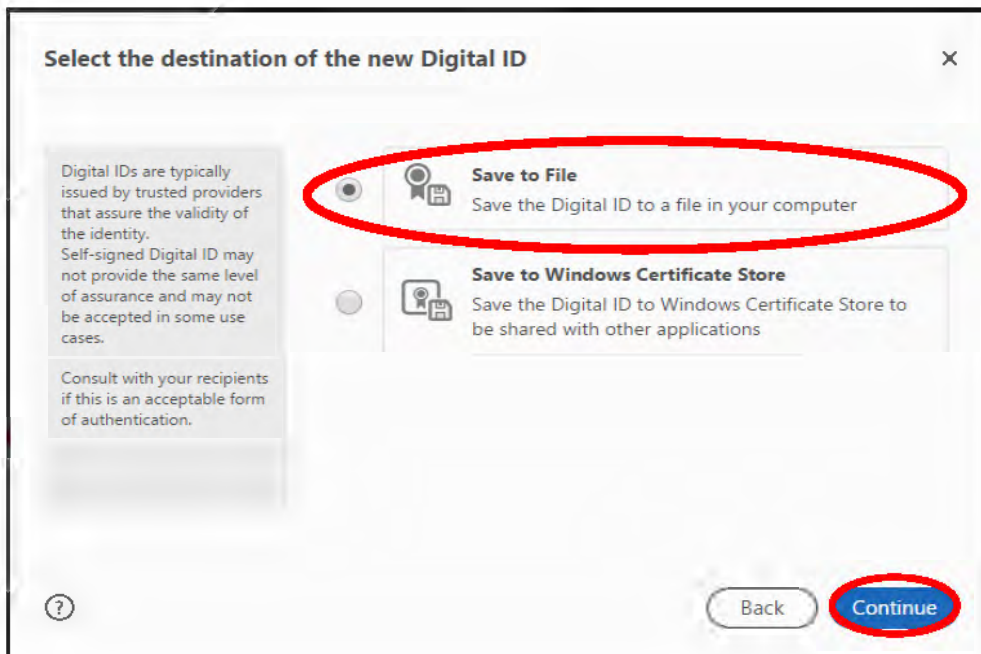 Select the destination of the new Digital ID
Digital IDs are typically
issued by trusted providers
that assure the validity of
the identity.
Self-signed Digital ID may
not provide the same level
of assurance and may not
be accepted in some use
cases.
Consult with your recipients
if this is an acceptable form
of authentication.
Save to File
Save the Digital ID to a file in your computer
Save to Windows Certificate Store
Save the Digital ID to Windows Certificate Store to
be shared with other applications
?
Back
Continue